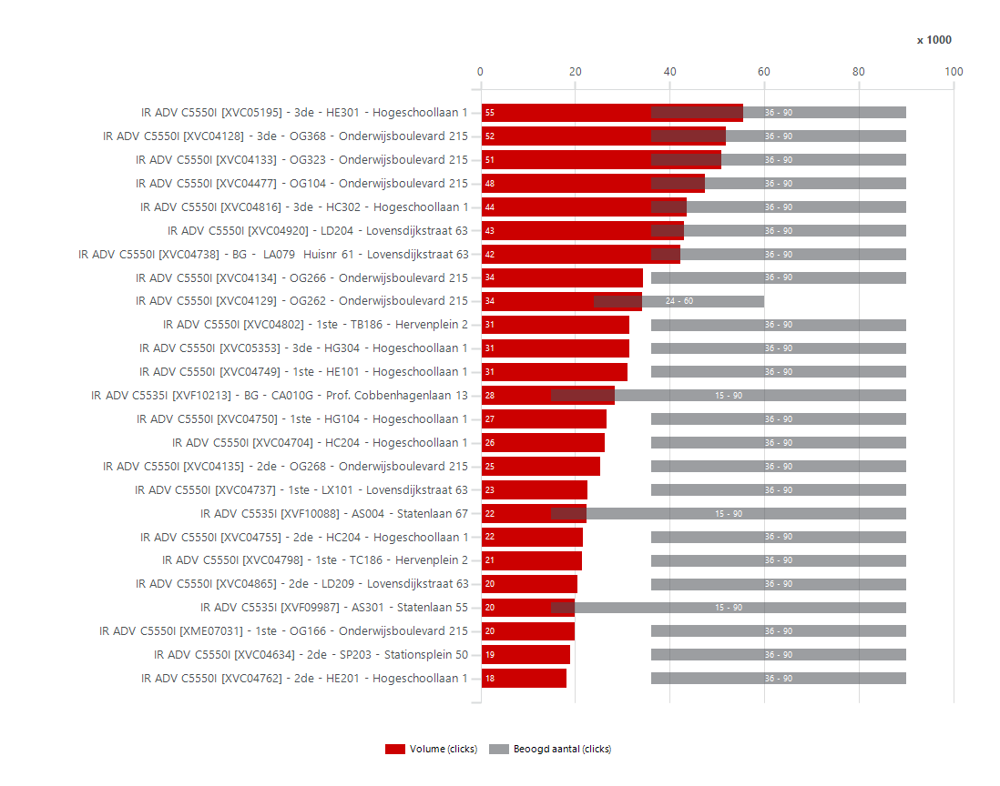 x 1000
0 20 40 60 80 100
IR ADV C5550I [XVC05195] - 3de - HE301 - Hogeschoollaan 1 55 36 - 90
IR ADV C5550I [XVC04128] - 3de - OG368 - Onderwijsboulevard 215 52 36 - 90
IR ADV C5550I [XVC04133] - OG323 - Onderwijsboulevard 215 51 36 - 90
IR ADV C5550I [XVC04477] - OG104 - Onderwijsboulevard 215 48 36 - 90
IR ADV C5550I [XVC04816] - 3de - HC302 - Hogeschoollaan 1 44 36 - 90
IR ADV C5550I [XVC04920] - LD204 - Lovensdijkstraat 63 43 36 - 90
IR ADV C5550I [XVC04738] - BG - LA079 Huisnr 61 - Lovensdijkstraat 63 42 36 - 90
IR ADV C5550I [XVC04134] - OG266 - Onderwijsboulevard 215 34 36 - 90
IR ADV C5550I [XVC04129] - OG262 - Onderwijsboulevard 215 34 24 - 60
IR ADV C5550I [XVC04802] - 1ste - TB186 - Hervenplein 2 31 36 - 90
IR ADV C5550I [XVC05353] - 3de - HG304 - Hogeschoollaan 1 31 36 - 90
IR ADV C5550I [XVC04749] - 1ste - HE101 - Hogeschoollaan 1 31 36 - 90
IR ADV C5535I [XVF10213] - BG - CA010G - Prof. Cobbenhagenlaan 13 28 15 - 90
IR ADV C5550I [XVC04750] - 1ste - HG104 - Hogeschoollaan 1 27 36 - 90
IR ADV C5550I [XVC04704] - HC204 - Hogeschoollaan 1 26 36 - 90
IR ADV C5550I [XVC04135] - 2de - OG268 - Onderwijsboulevard 215 25 36 - 90
IR ADV C5550I [XVC04737] - 1ste - LX101 - Lovensdijkstraat 63 23 36 - 90
IR ADV C5535I [XVF10088] - AS004 - Statenlaan 67 22 15 - 90
IR ADV C5550I [XVC04755] - 2de - HC204 - Hogeschoollaan 1 22 36 - 90
IR ADV C5550I [XVC04798] - 1ste - TC186 - Hervenplein 2 21 36 - 90
IR ADV C5550I [XVC04865] - 2de - LD209 - Lovensdijkstraat 63 20 36 - 90
IR ADV C5535I [XVF09987] - AS301 - Statenlaan 55 20 15 - 90
IR ADV C5550I [XME07031] - 1ste - OG166 - Onderwijsboulevard 215 20 36 - 90
IR ADV C5550I [XVC04634] - 2de - SP203 - Stationsplein 50 19 36 - 90
IR ADV C5550I [XVC04762] - 2de - HE201 - Hogeschoollaan 1 18 36 - 90
Volume (clicks) Beoogd aantal (clicks)